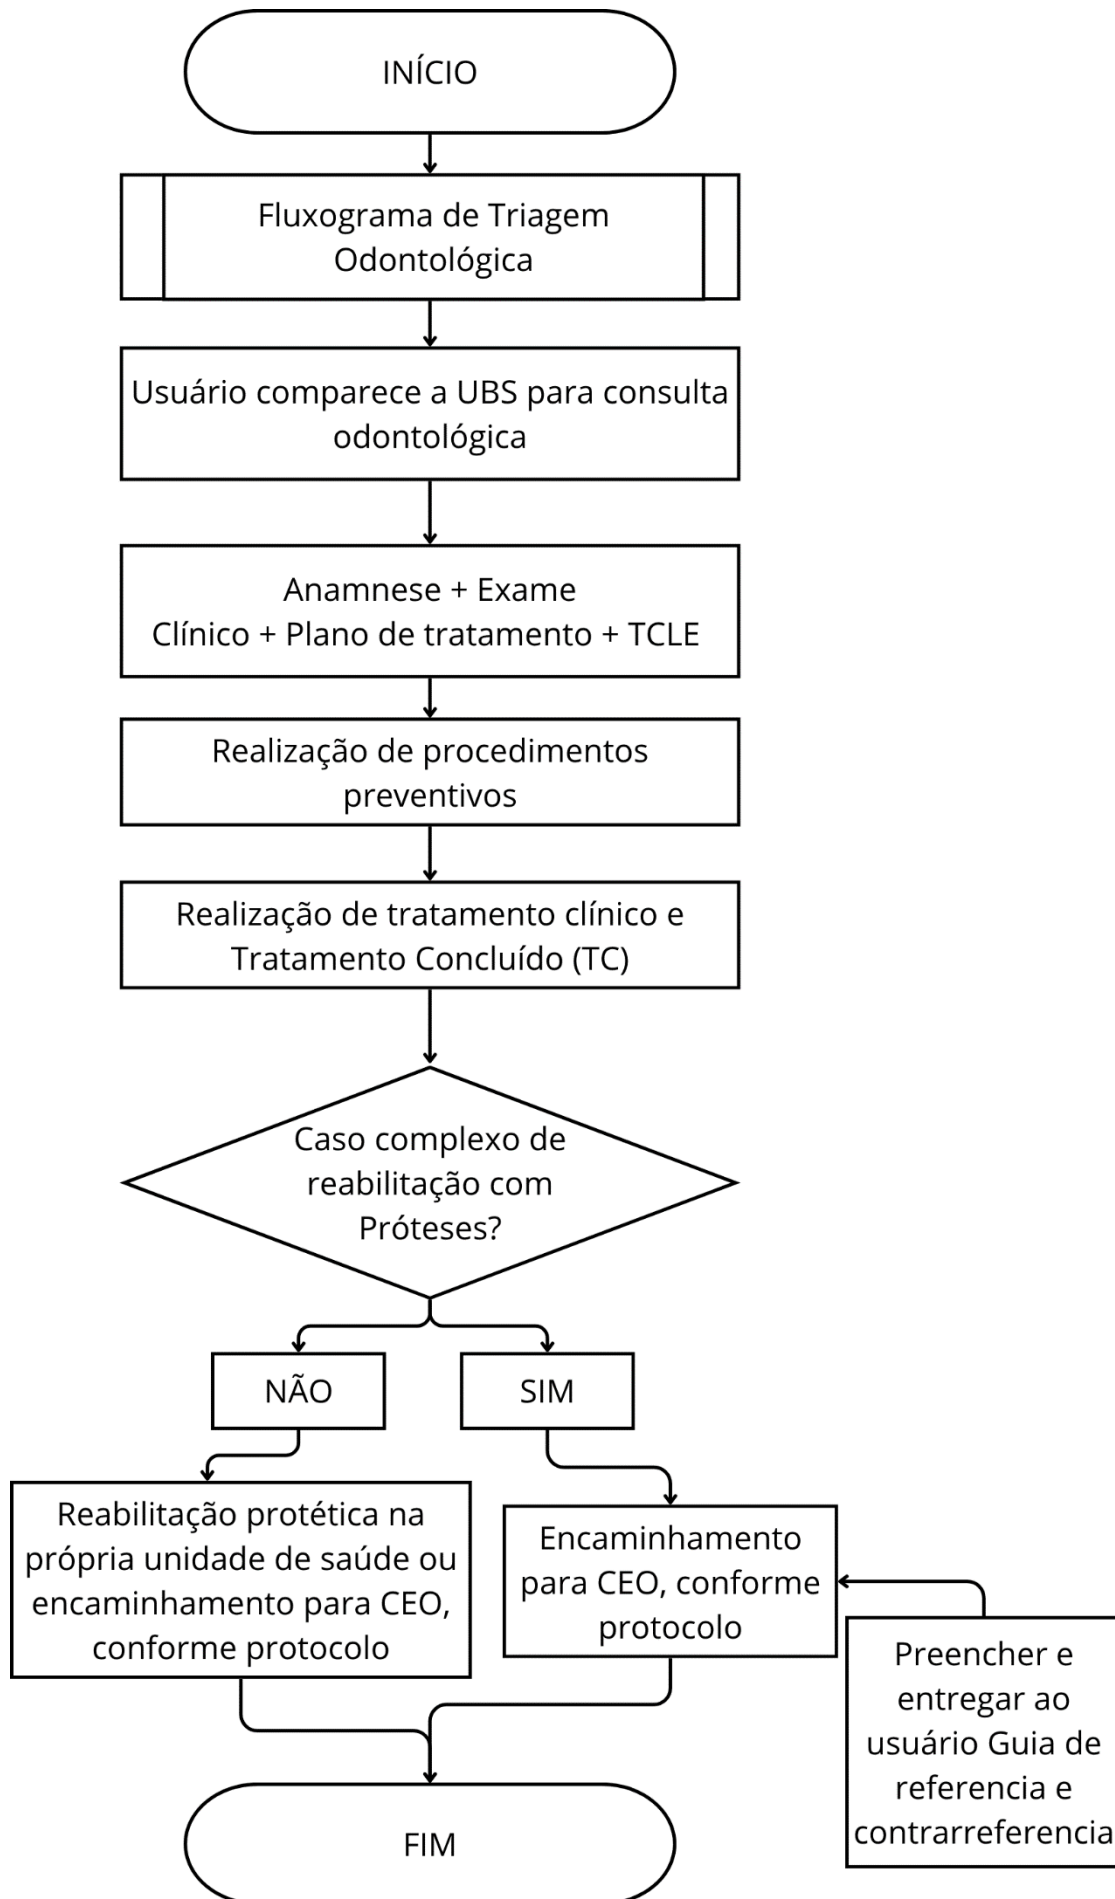 INÍCIO
Fluxograma de Triagem
Odontológica
Usuário comparece a UBS para consulta
odontológica
Anamnese + Exame
Clínico + Plano de tratamento + TCLE
Realização de procedimentos
preventivos
Realização de tratamento clínico e
Tratamento Concluído (TC)
Caso complexo de
reabilitação com
Próteses?
NÃO
SIM
Reabilitação protética na
própria unidade de saúde ou
encaminhamento para CEO,
conforme protocolo
Encaminhamento
para CEO, conforme
protocolo
Preencher e
entregar ao
usuário Guia de
referencia e
contrarreferencia
FIM